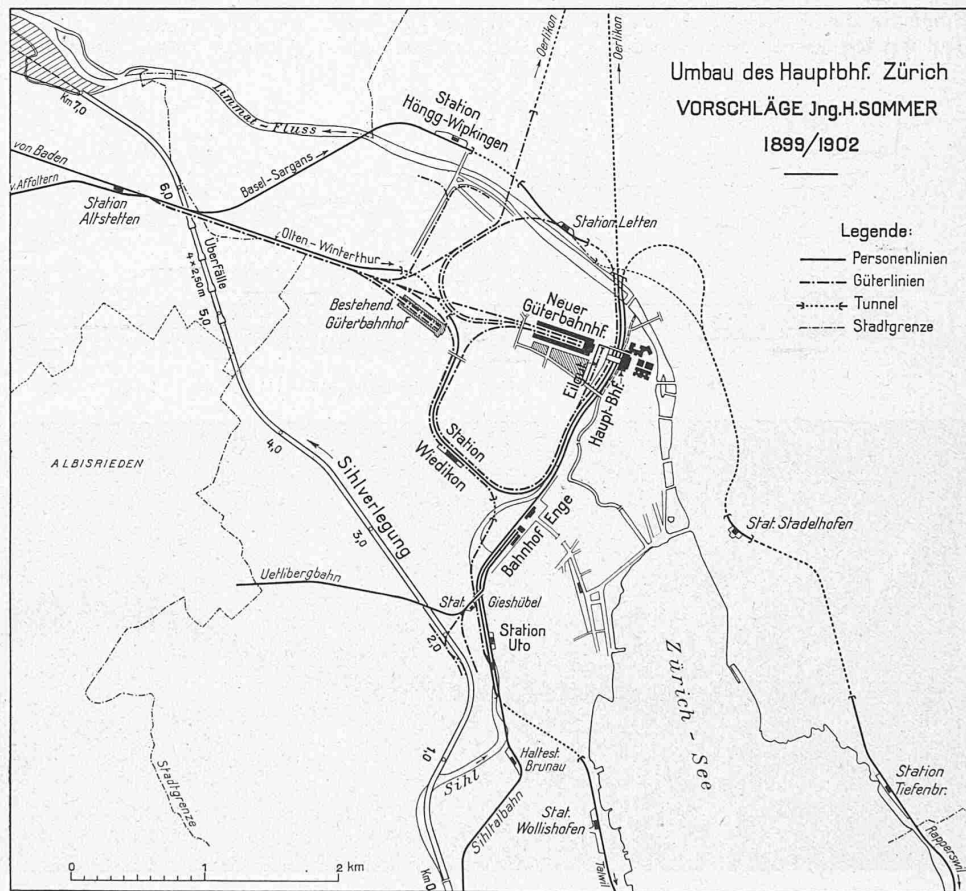 Umbau des Hauptbhf. Zürich
VORSCHLÄGE Jng.H.SOMMER
1899/1902
Legende:
Personenlinien
Güterlinien
Tunnel
Stadtgrenze
Oerlikon
Oerlikon
Km 7,0
Limmat - Fluss
Station
Höngg-Wipkingen
von Baden
v. Affoltern
Station
Altstetten
6,0
Basel-Sargans
Station Letten
Olten-Winterthur
Überfälle
4 × 2,50m
5,0
Bestehend.
Güterbahnhof
Neuer
Güterbahnhf.
Eilgut
Haupt-Bhf.
Station
Wiedikon
4,0
ALBISRIEDEN
Sihlverlegung
3,0
Bahnhof Enge
Stat. Stadelhofen
Uetlibergbahn
Stat. Gieshübel
2,0
Station
Uto
Zürich-See
1,0
Sihl
Haltest.
Brunau
Stadtgrenze
Sihltalbahn
Stat.
Wollishofen
Talwil
Station
Tiefenbr.
Rapperswil
Km 0
0 1 2 km